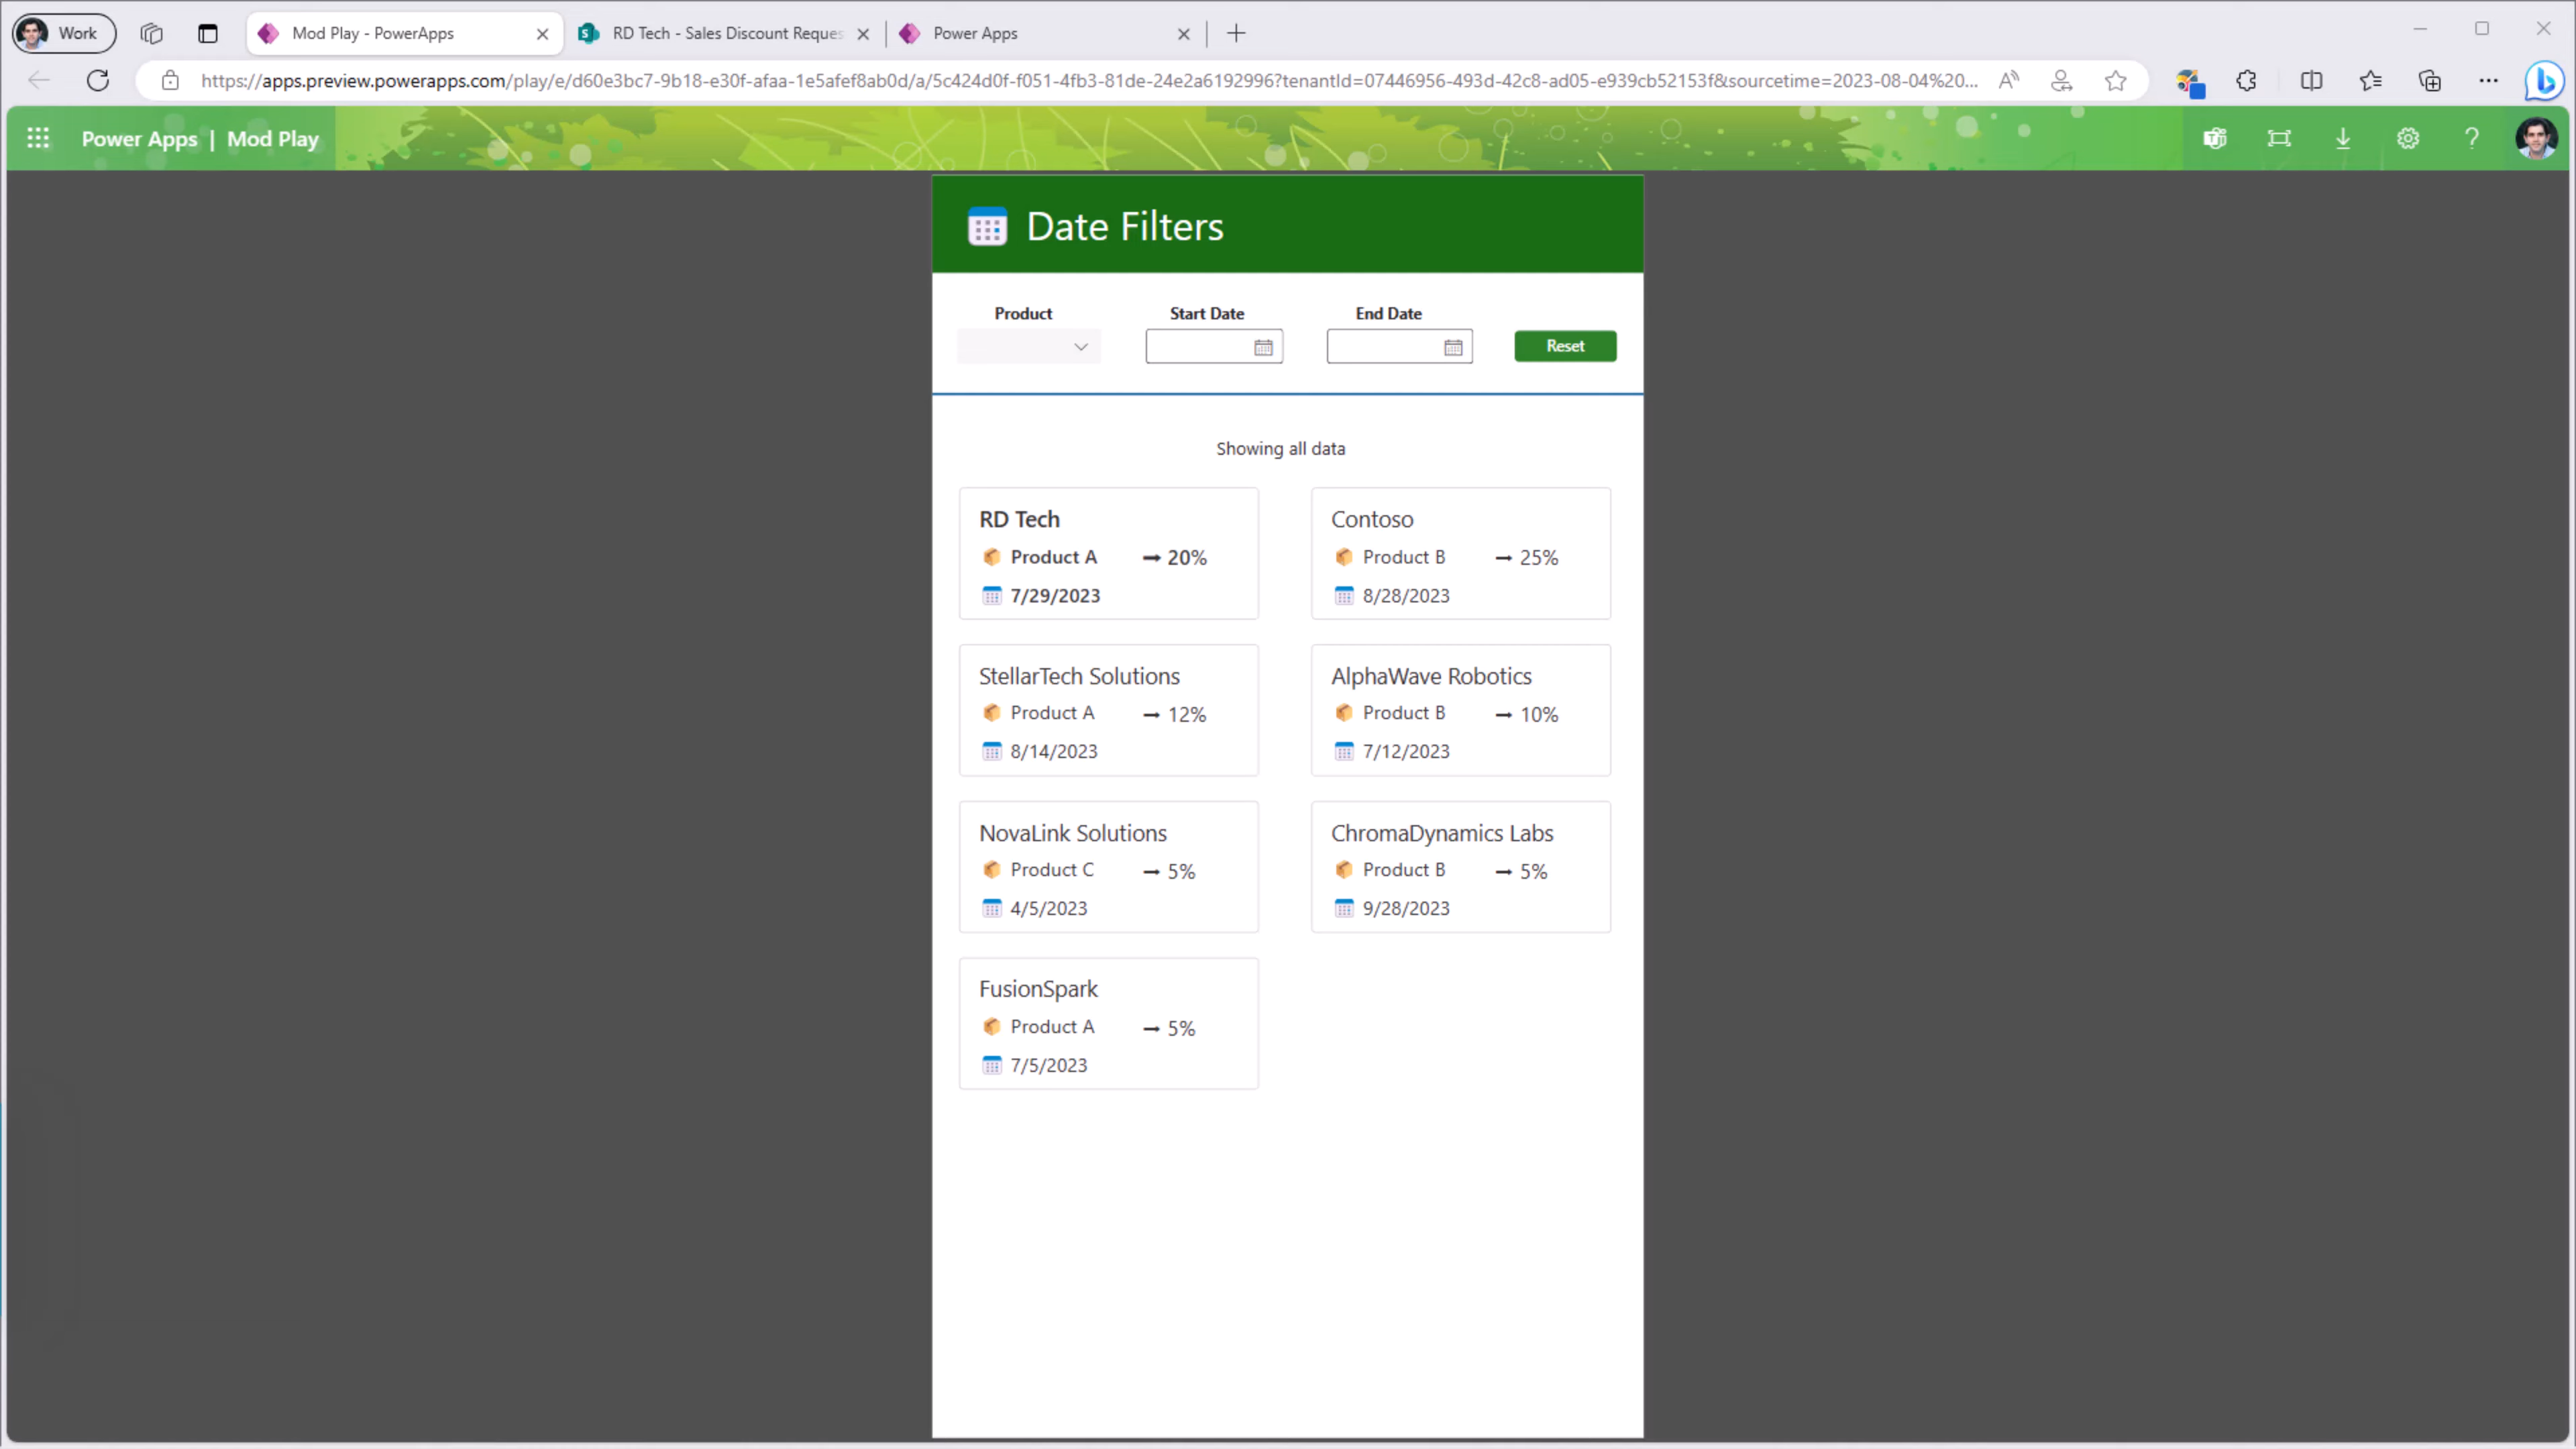 Work
Mod Play - PowerApps
RD Tech - Sales Discount Reques
Power Apps
https://apps.preview.powerapps.com/play/e/d60e3bc7-9b18-e30f-afaa-1e5afef8ab0d/a/5c424d0f-f051-4fb3-81de-24e2a6192996?tenantId=07446956-493d-42c8-ad05-e939cb52153f&sourcetime=2023-08-04%20...
Power Apps | Mod Play
Date Filters
Product
Start Date
End Date
Reset
Showing all data
RD Tech
Product A → 20%
7/29/2023
Contoso
Product B → 25%
8/28/2023
StellarTech Solutions
Product A → 12%
8/14/2023
AlphaWave Robotics
Product B → 10%
7/12/2023
NovaLink Solutions
Product C → 5%
4/5/2023
ChromaDynamics Labs
Product B → 5%
9/28/2023
FusionSpark
Product A → 5%
7/5/2023